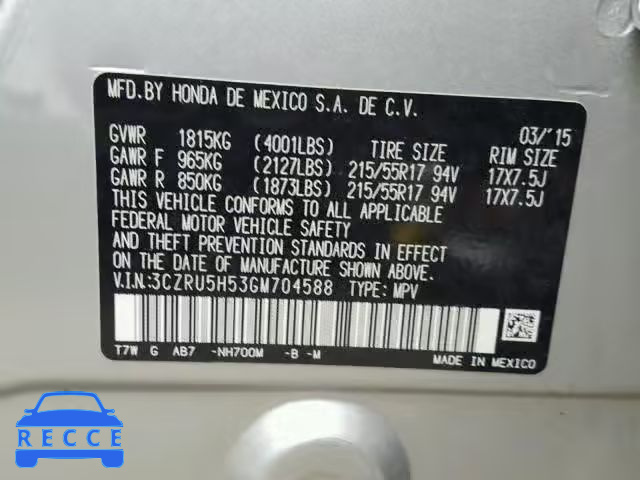 MFD.BY HONDA DE MEXICO S.A. DE C.V.
03/'15
GVWR 1815KG (4001LBS) TIRE SIZE RIM SIZE
GAWR F 965KG (2127LBS) 215/55R17 94V 17X7.5J
GAWR R 850KG (1873LBS) 215/55R17 94V 17X7.5J
THIS VEHICLE CONFORMS TO ALL APPLICABLE
FEDERAL MOTOR VEHICLE SAFETY
AND THEFT PREVENTION STANDARDS IN EFFECT
ON THE DATE OF MANUFACTURE SHOWN ABOVE.
V.I.N.:3CZRU5H53GM704588 TYPE: MPV
T7W G AB7 -NH700M -B -M
MADE IN MEXICO
IDCEE